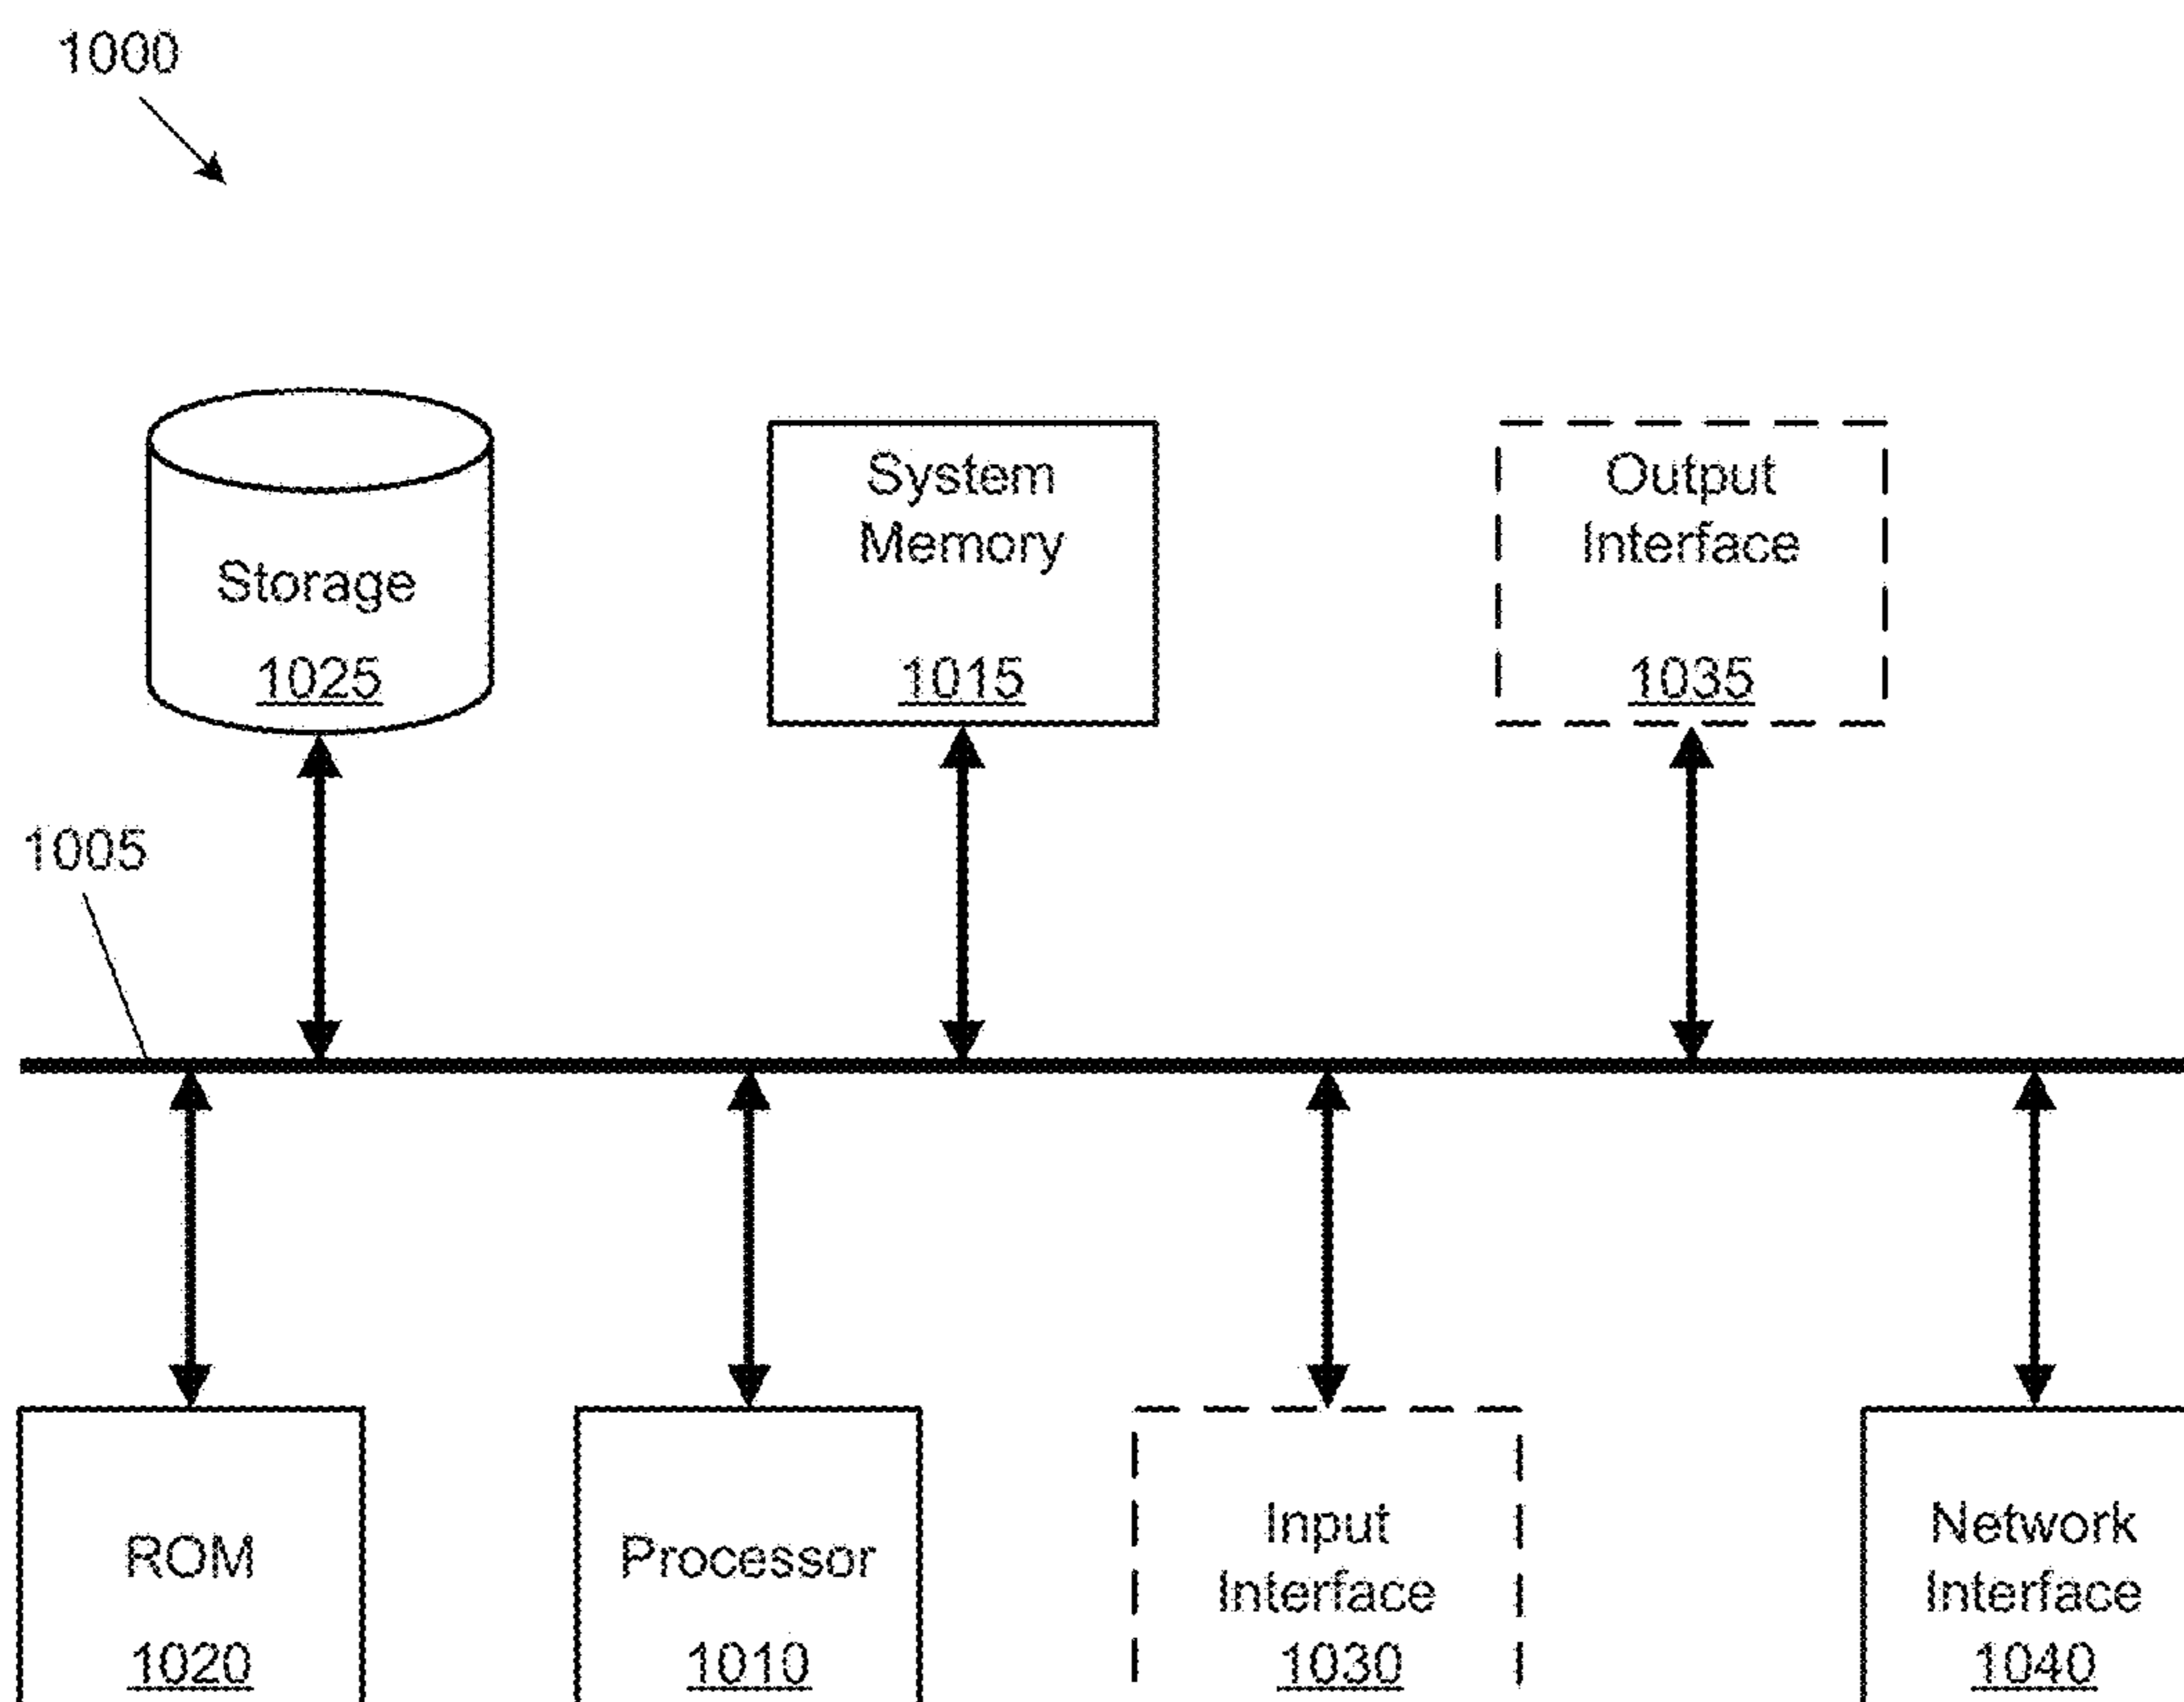 1000
Storage
1025
System
Memory
1015
Output
Interface
1035
1005
ROM
1020
Processor
1010
Input
Interface
1030
Network
Interface
1040